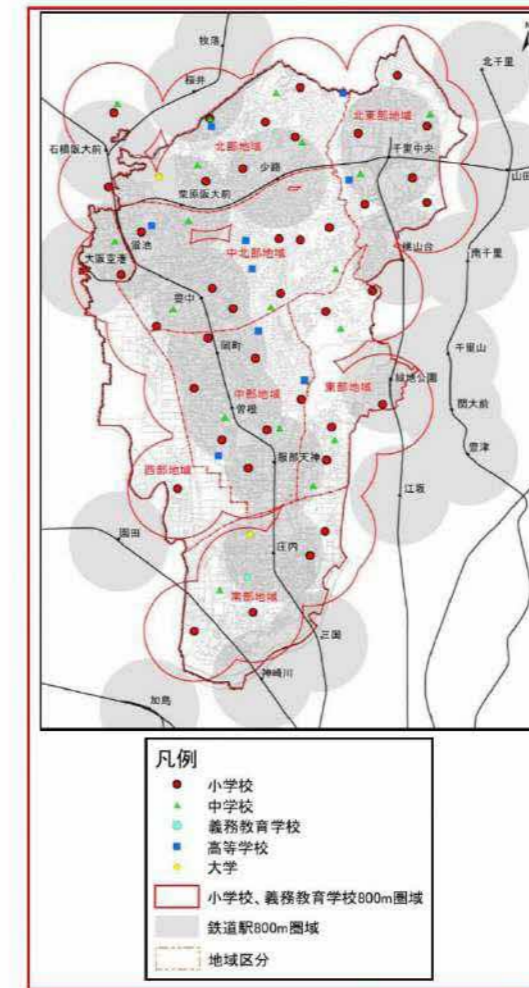 牧落
桜井
北千里
北東部地域
北部地域
石橋阪大前
千里中央
少路
山田
柴原阪大前
蛍池
中北部地域
桃山台
大阪空港
南千里
豊中
岡町
千里山
中部地域
東部地域
緑地公園
曽根
関大前
豊津
西部地域
服部天神
江坂
園田
庄内
南部地域
三国
神崎川
加島
凡例
小学校
中学校
義務教育学校
高等学校
大学
小学校、義務教育学校800m圏域
鉄道駅800m圏域
地域区分